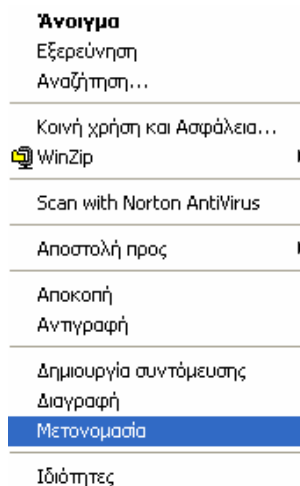 Άνοιγμα
Εξερεύνηση
Αναζήτηση...
Κοινή χρήση και Ασφάλεια...
WinZip
Scan with Norton AntiVirus
Αποστολή προς
Αποκοπή
Αντιγραφή
Δημιουργία συντόμευσης
Διαγραφή
Μετονομασία
Ιδιότητες